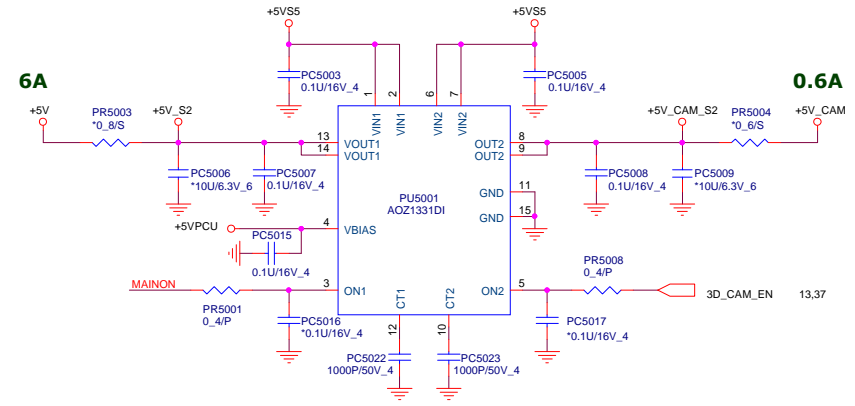 +5VS5
+5VS5
6A
0.6A
PC5003
0.1U/16V_4
PC5005
0.1U/16V_4
1
2
6
7
+5V
PR5003
*0_8/S
+5V_S2
VIN1
VIN1
VIN2
VIN2
+5V_CAM_S2
PR5004
*0_6/S
+5V_CAM
13
VOUT1
14
VOUT1
OUT2
8
OUT2
9
PC5006
*10U/6.3V_6
PC5007
0.1U/16V_4
PU5001
AOZ1331DI
PC5008
0.1U/16V_4
PC5009
*10U/6.3V_6
GND
11
GND
15
+5VPCU
4
VBIAS
PC5015
0.1U/16V_4
MAINON
PR5001
0_4/P
3
ON1
CT1
CT2
ON2
5
PR5008
0_4/P
3D_CAM_EN
13,37
PC5016
*0.1U/16V_4
12
10
PC5017
*0.1U/16V_4
PC5022
1000P/50V_4
PC5023
1000P/50V_4